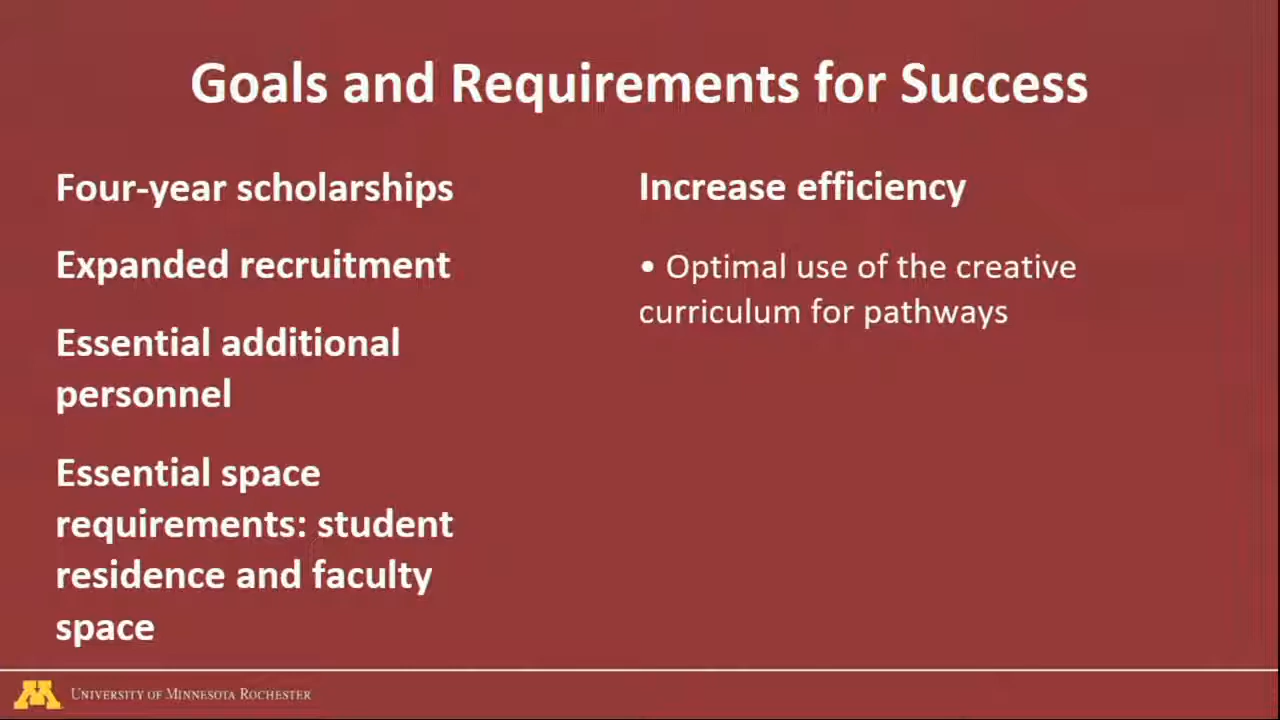 Goals and Requirements for Success
Four-year scholarships
Expanded recruitment
Essential additional
personnel
Essential space
requirements: student
residence and faculty
space
Increase efficiency
• Optimal use of the creative
curriculum for pathways
M
UNIVERSITY OF MINNESOTA ROCHESTER